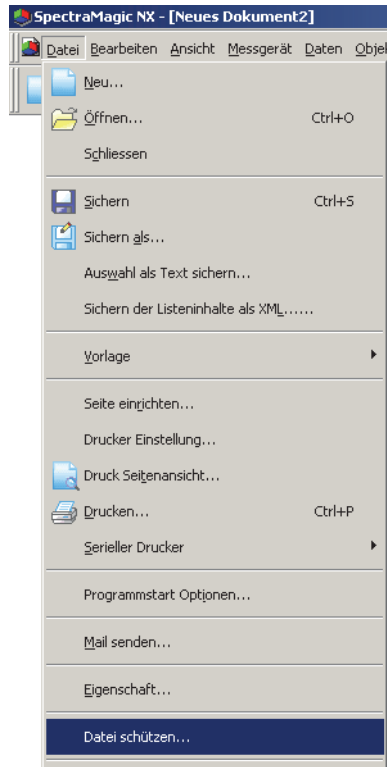 SpectraMagic NX - [Neues Dokument2]
Datei Bearbeiten Ansicht Messgerät Daten Obje
Neu...
Öffnen... Ctrl+O
Schliessen
Sichern Ctrl+S
Sichern als...
Auswahl als Text sichern...
Sichern der Listeninhalte als XML......
Vorlage
Seite einrichten...
Drucker Einstellung...
Druck Seitenansicht...
Drucken... Ctrl+P
Serieller Drucker
Programmstart Optionen...
Mail senden...
Eigenschaft...
Datei schützen...